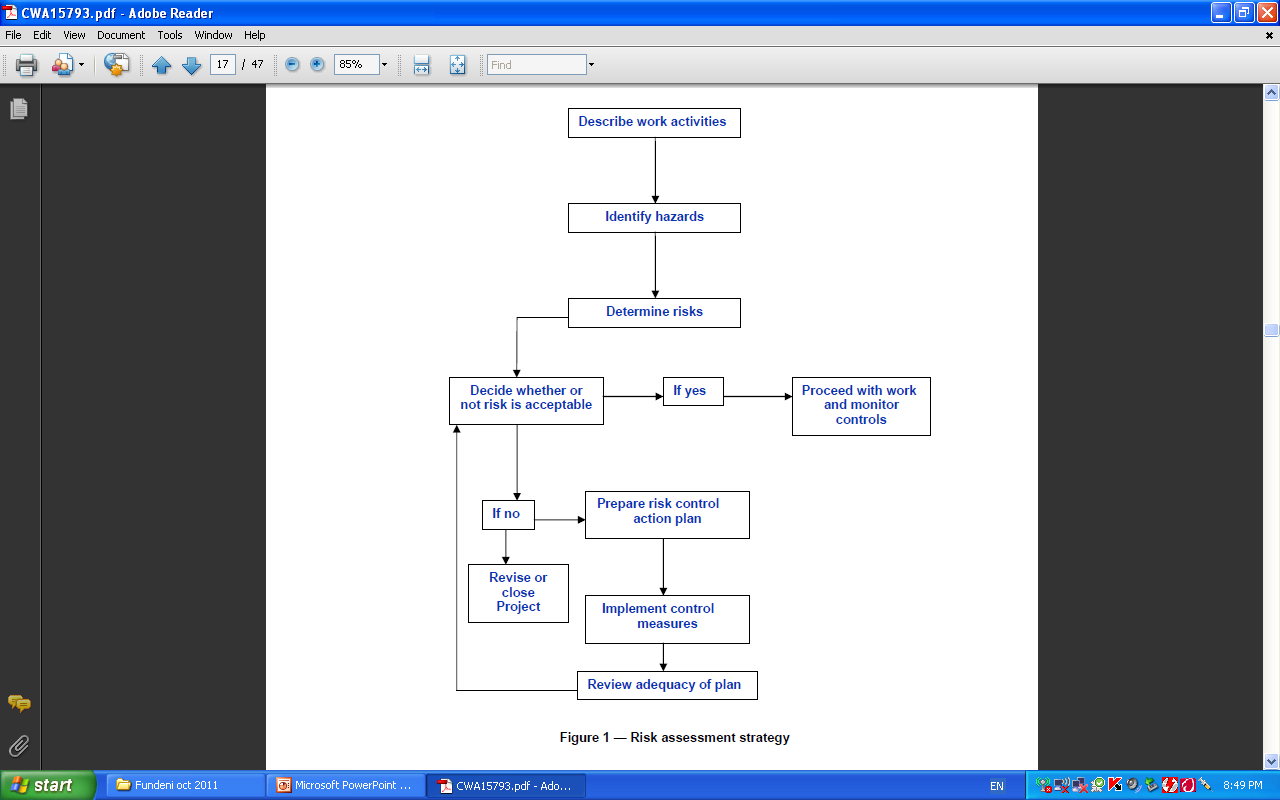 CWA15793.pdf - Adobe Reader
File Edit View Document Tools Window Help
17 / 47 85% Find
Describe work activities
Identify hazards
Determine risks
Decide whether or
not risk is acceptable
If yes
Proceed with work
and monitor
controls
If no
Prepare risk control
action plan
Revise or
close
Project
Implement control
measures
Review adequacy of plan
Figure 1 — Risk assessment strategy
start Fundeni oct 2011 Microsoft PowerPoint ... CWA15793.pdf - Ado... EN 8:49 PM